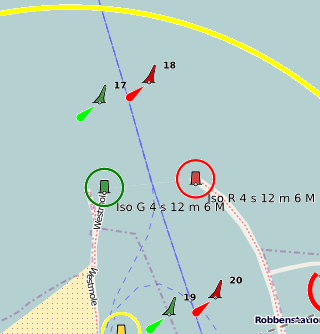 18
17
Iso R 4 s 12 m 6 M
Iso G 4 s 12 m 6 M
Westmole
Westmole
20
19
Robbenstation